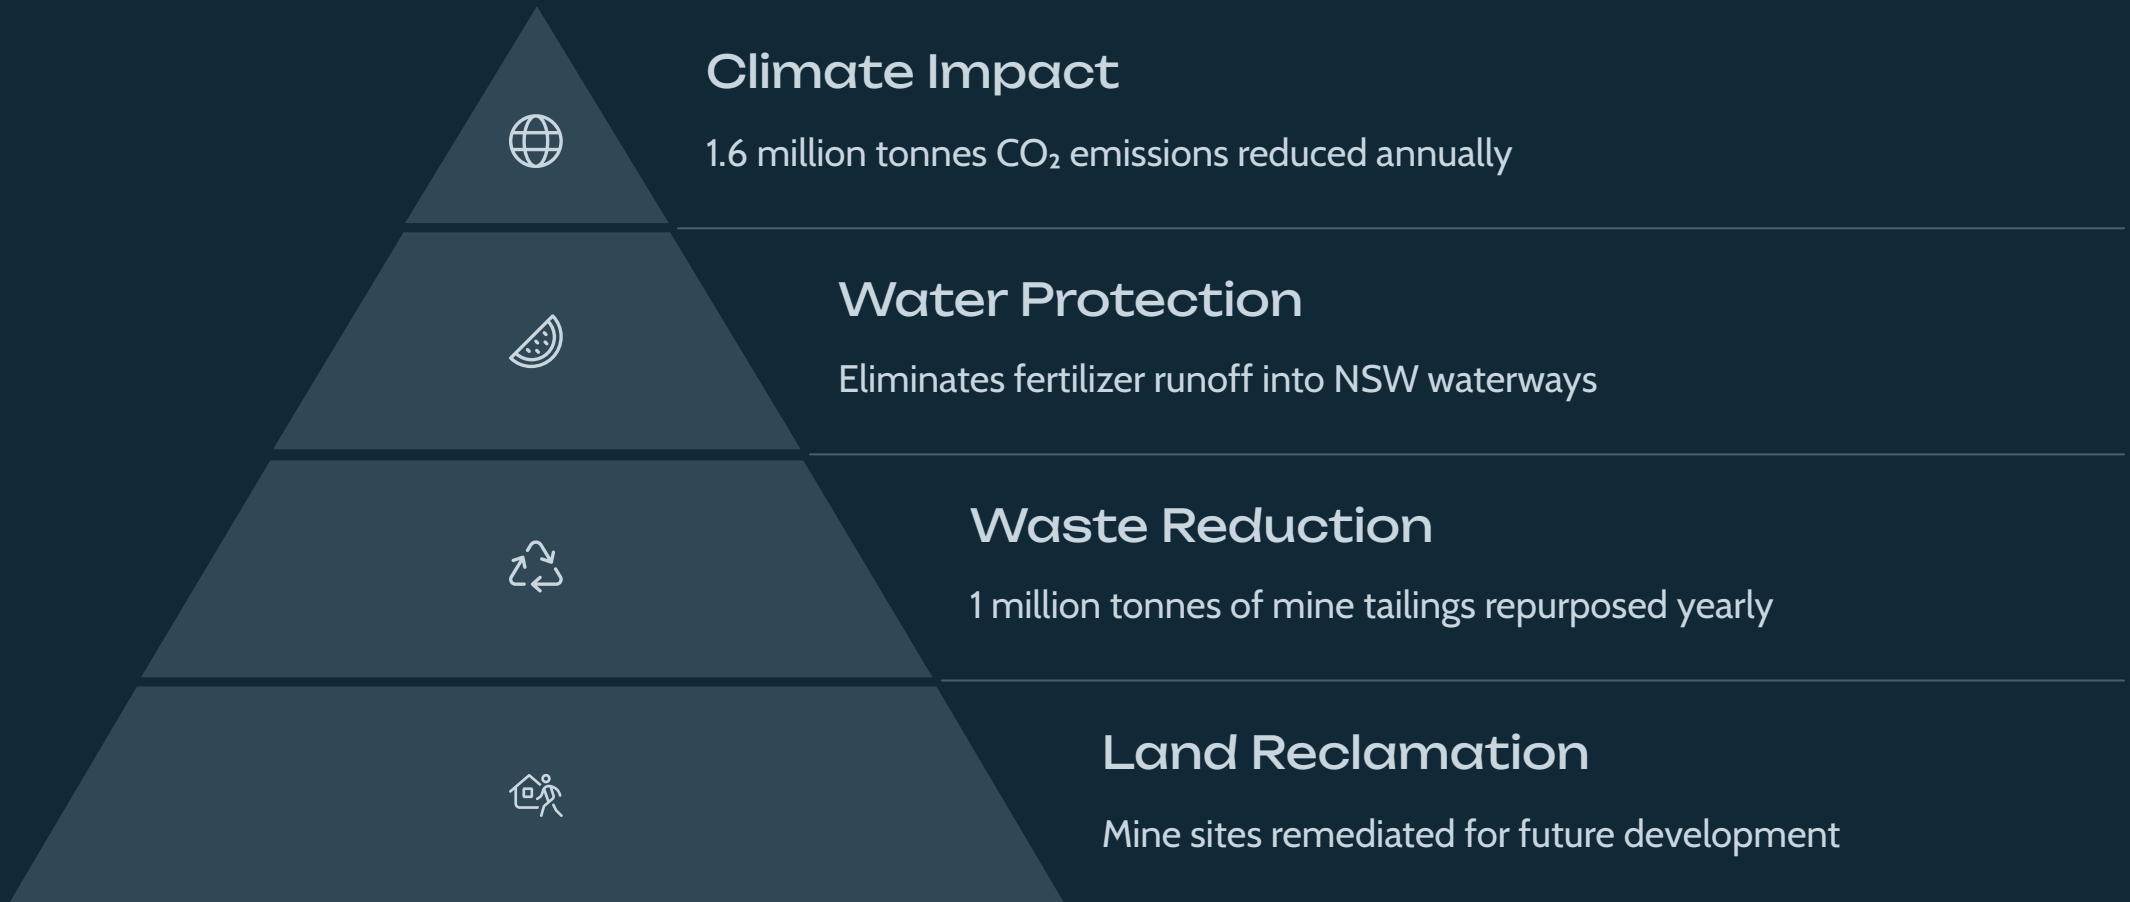 Climate Impact
1.6 million tonnes CO₂ emissions reduced annually
Water Protection
Eliminates fertilizer runoff into NSW waterways
Waste Reduction
1 million tonnes of mine tailings repurposed yearly
Land Reclamation
Mine sites remediated for future development